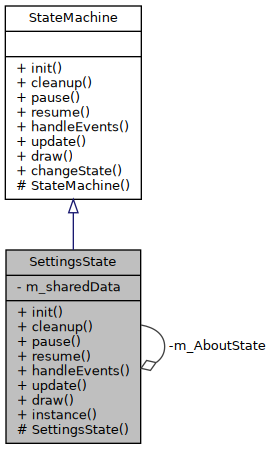 StateMachine
+ init()
+ cleanup()
+ pause()
+ resume()
+ handleEvents()
+ update()
+ draw()
+ changeState()
# StateMachine()
SettingsState
- m_sharedData
+ init()
+ cleanup()
+ pause()
+ resume()
+ handleEvents()
+ update()
+ draw()
+ instance()
# SettingsState()
-m_AboutState